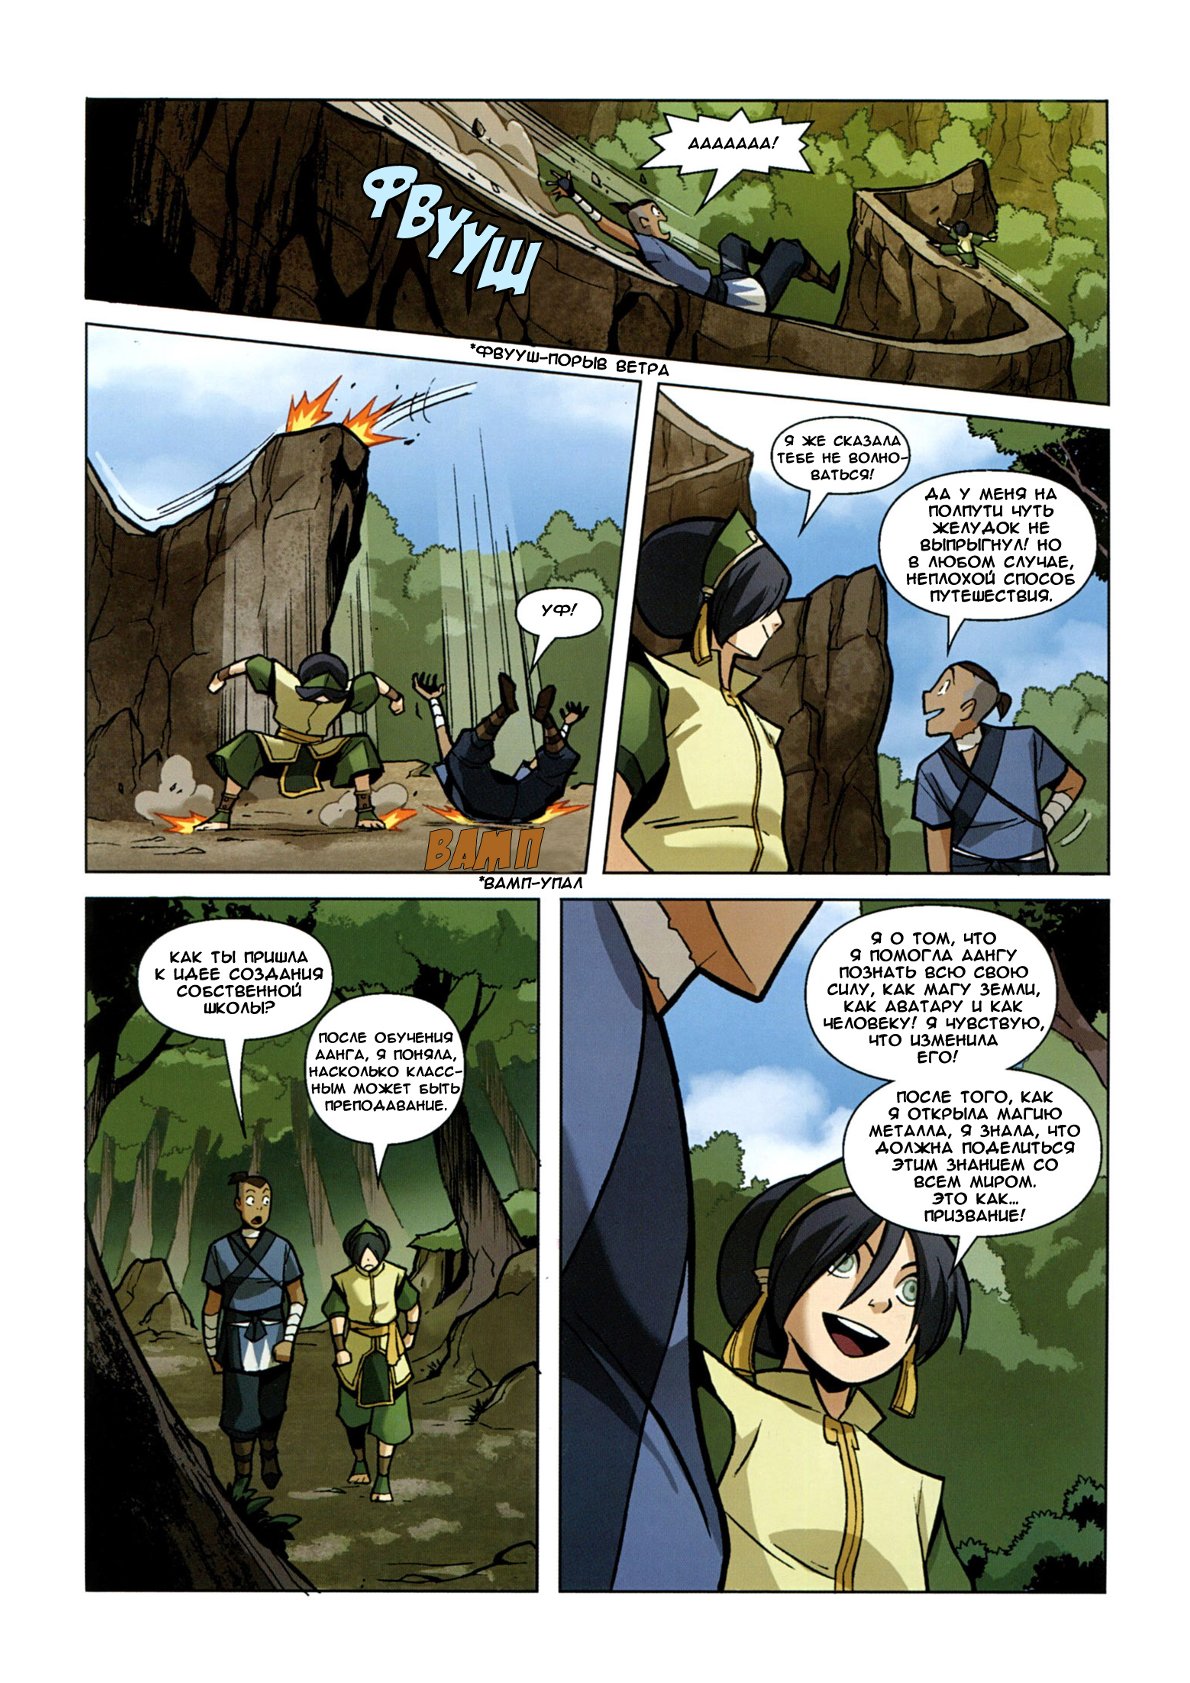 ААААААА!
ФВУУШ
*ФВУУШ-ПОРЫВ ВЕТРА
УФ!
ВАМП
*ВАМП-УПАЛ
Я ЖЕ СКАЗАЛА
ТЕБЕ НЕ ВОЛНО-
ВАТЬСЯ!
ДА У МЕНЯ НА
ПОЛПУТИ ЧУТЬ
ЖЕЛУДОК НЕ
ВЫПРЫГНУЛ! НО
В ЛЮБОМ СЛУЧАЕ,
НЕПЛОХОЙ СПОСОБ
ПУТЕШЕСТВИЯ.
КАК ТЫ ПРИШЛА
К ИДЕЕ СОЗДАНИЯ
СОБСТВЕННОЙ
ШКОЛЫ?
ПОСЛЕ ОБУЧЕНИЯ
ААНГА, Я ПОНЯЛА,
НАСКОЛЬКО КЛАСС-
НЫМ МОЖЕТ БЫТЬ
ПРЕПОДАВАНИЕ.
Я О ТОМ, ЧТО
Я ПОМОГЛА ААНГУ
ПОЗНАТЬ ВСЮ СВОЮ
СИЛУ, КАК МАГУ ЗЕМЛИ,
КАК АВАТАРУ И КАК
ЧЕЛОВЕКУ! Я ЧУВСТВУЮ,
ЧТО ИЗМЕНИЛА
ЕГО!
ПОСЛЕ ТОГО, КАК
Я ОТКРЫЛА МАГИЮ
МЕТАЛЛА, Я ЗНАЛА, ЧТО
ДОЛЖНА ПОДЕЛИТЬСЯ
ЭТИМ ЗНАНИЕМ СО
ВСЕМ МИРОМ.
ЭТО КАК...
ПРИЗВАНИЕ!